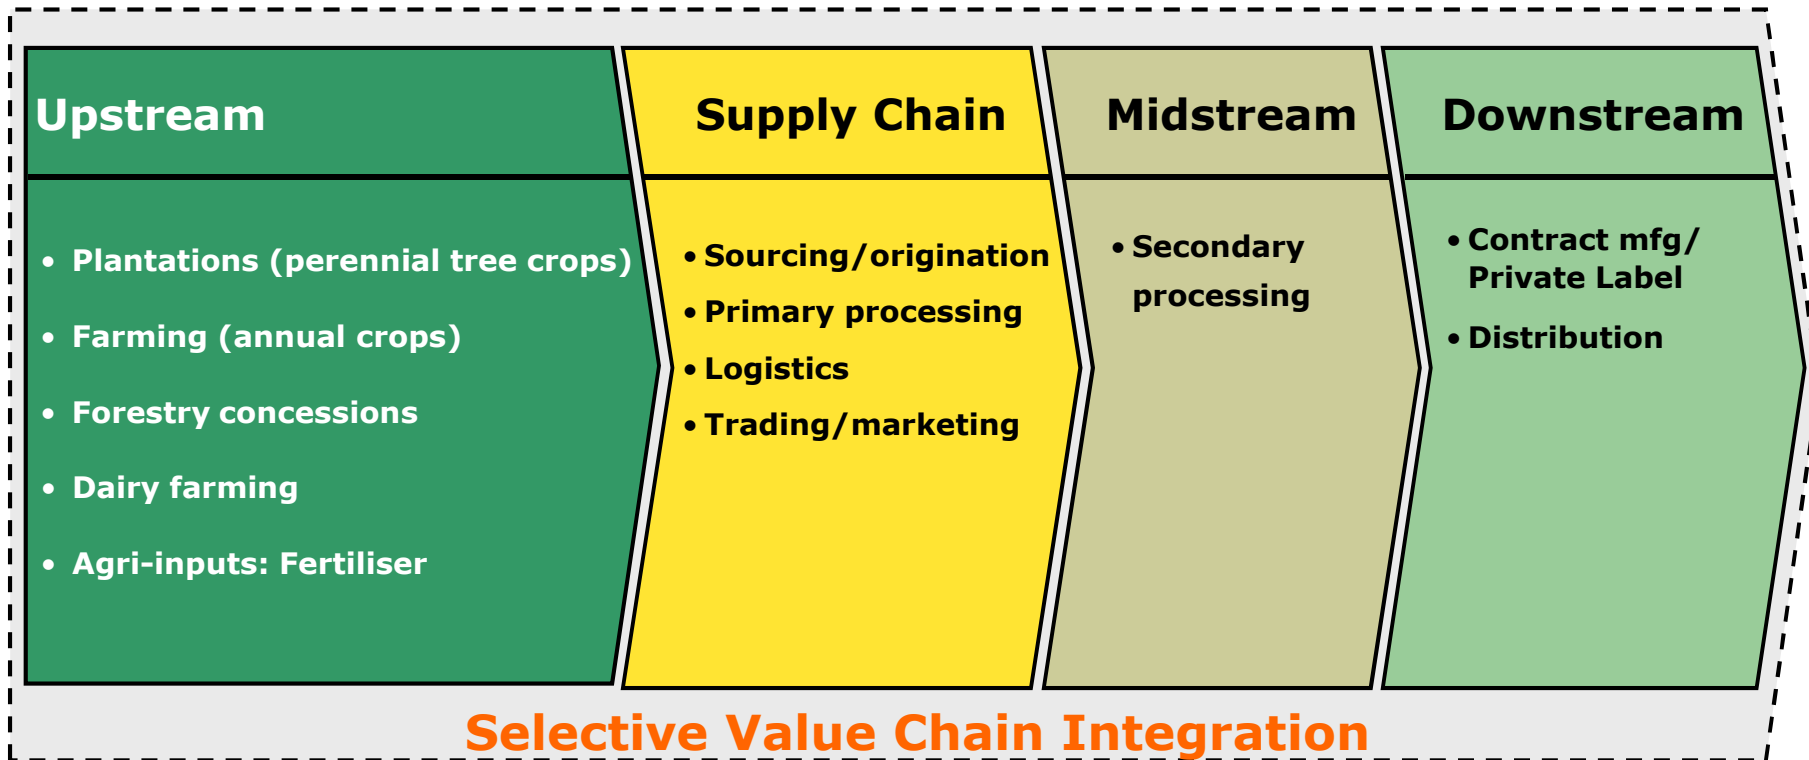 Upstream
• Plantations (perennial tree crops)
• Farming (annual crops)
• Forestry concessions
• Dairy farming
• Agri-inputs: Fertiliser
Supply Chain
• Sourcing/origination
• Primary processing
• Logistics
• Trading/marketing
Midstream
• Secondary
processing
Downstream
• Contract mfg/
Private Label
• Distribution
Selective Value Chain Integration